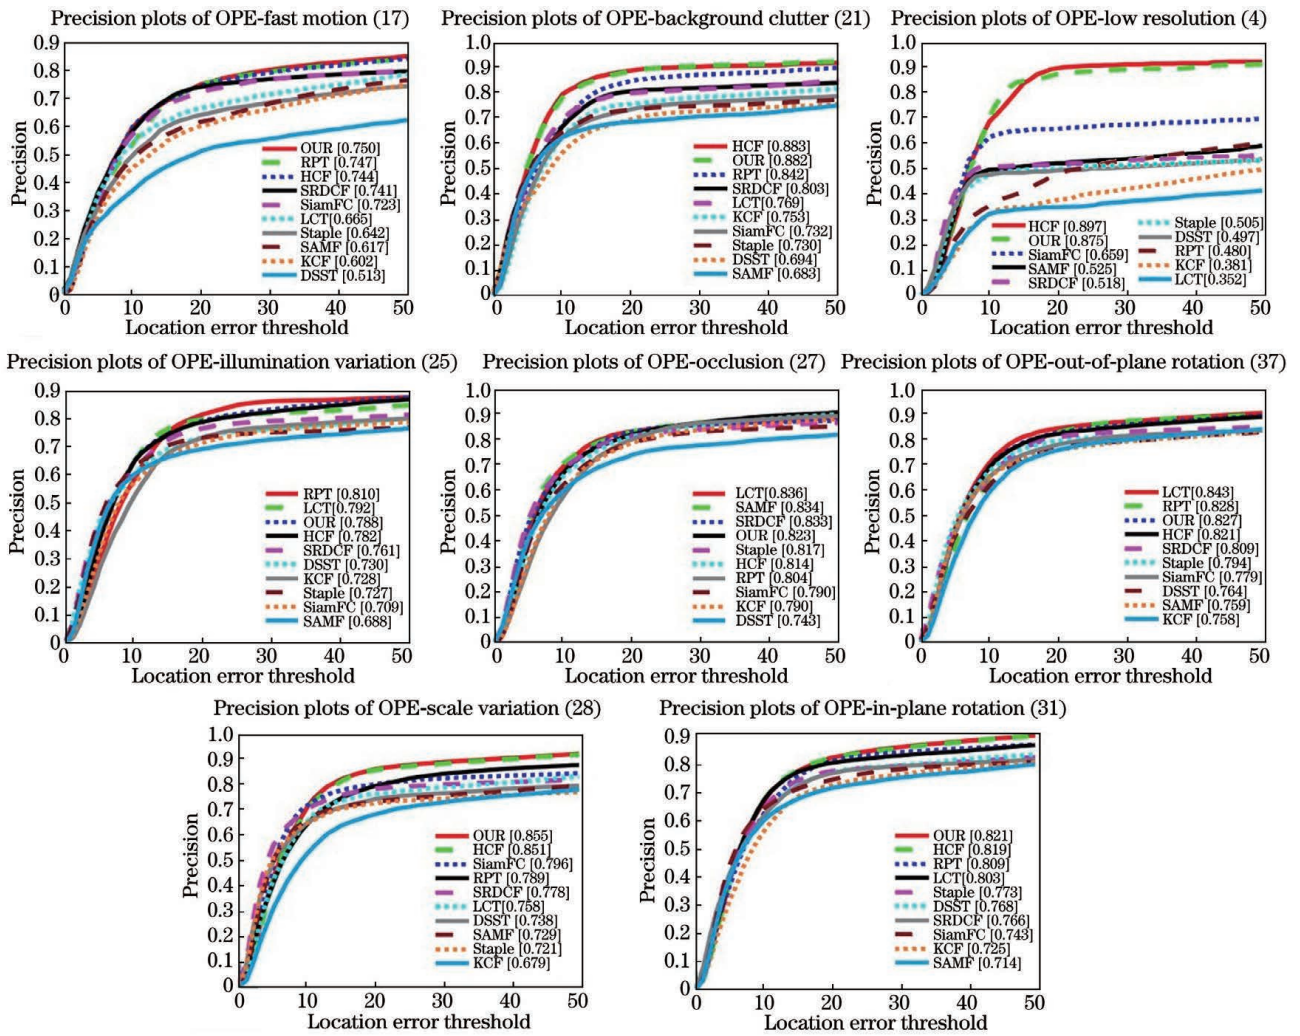 Precision plots of OPE-fast motion (17)
0.9
0.8
0.7
0.6
0.5
0.4
0.3
0.2
0.1
0
Precision
OUR [0.750]
RPT [0.747]
HCF [0.744]
SRDCF [0.741]
SiamFC [0.723]
LCT[0.665]
Staple [0.642]
SAMF [0.617]
KCF [0.602]
DSST [0.513]
0 10 20 30 40 50
Location error threshold
Precision plots of OPE-background clutter (21)
1.0
0.9
0.8
0.7
0.6
0.5
0.4
0.3
0.2
0.1
0
Precision
HCF [0.883]
OUR [0.882]
RPT [0.842]
SRDCF [0.803]
LCT[0.769]
KCF [0.753]
SiamFC [0.732]
Staple [0.730]
DSST [0.694]
SAMF [0.683]
0 10 20 30 40 50
Location error threshold
Precision plots of OPE-low resolution (4)
1.0
0.9
0.8
0.7
0.6
0.5
0.4
0.3
0.2
0.1
0
Precision
HCF [0.897]
OUR [0.875]
SiamFC [0.659]
SAMF [0.525]
SRDCF [0.518]
Staple [0.505]
DSST [0.497]
RPT [0.480]
KCF [0.381]
LCT[0.352]
0 10 20 30 40 50
Location error threshold
Precision plots of OPE-illumination variation (25)
0.9
0.8
0.7
0.6
0.5
0.4
0.3
0.2
0.1
0
Precision
RPT [0.810]
LCT[0.792]
OUR [0.788]
HCF [0.782]
SRDCF [0.761]
DSST [0.730]
KCF [0.728]
Staple [0.727]
SiamFC [0.709]
SAMF [0.688]
0 10 20 30 40 50
Location error threshold
Precision plots of OPE-occlusion (27)
1.0
0.9
0.8
0.7
0.6
0.5
0.4
0.3
0.2
0.1
0
Precision
LCT[0.836]
SAMF [0.834]
SRDCF [0.833]
OUR [0.823]
Staple [0.817]
HCF [0.814]
RPT [0.804]
SiamFC [0.790]
KCF [0.790]
DSST [0.743]
0 10 20 30 40 50
Location error threshold
Precision plots of OPE-out-of-plane rotation (37)
1.0
0.9
0.8
0.7
0.6
0.5
0.4
0.3
0.2
0.1
0
Precision
LCT[0.843]
RPT [0.828]
OUR [0.827]
HCF [0.821]
SRDCF [0.809]
Staple [0.794]
SiamFC [0.779]
DSST [0.764]
SAMF [0.759]
KCF [0.758]
0 10 20 30 40 50
Location error threshold
Precision plots of OPE-scale variation (28)
1.0
0.9
0.8
0.7
0.6
0.5
0.4
0.3
0.2
0.1
0
Precision
OUR [0.855]
HCF [0.851]
SiamFC [0.796]
RPT [0.789]
SRDCF [0.778]
LCT[0.758]
DSST [0.738]
SAMF [0.729]
Staple [0.721]
KCF [0.679]
0 10 20 30 40 50
Location error threshold
Precision plots of OPE-in-plane rotation (31)
0.9
0.8
0.7
0.6
0.5
0.4
0.3
0.2
0.1
0
Precision
OUR [0.821]
HCF [0.819]
RPT [0.809]
LCT[0.803]
Staple [0.773]
DSST [0.768]
SRDCF [0.766]
SiamFC [0.743]
KCF [0.725]
SAMF [0.714]
0 10 20 30 40 50
Location error threshold